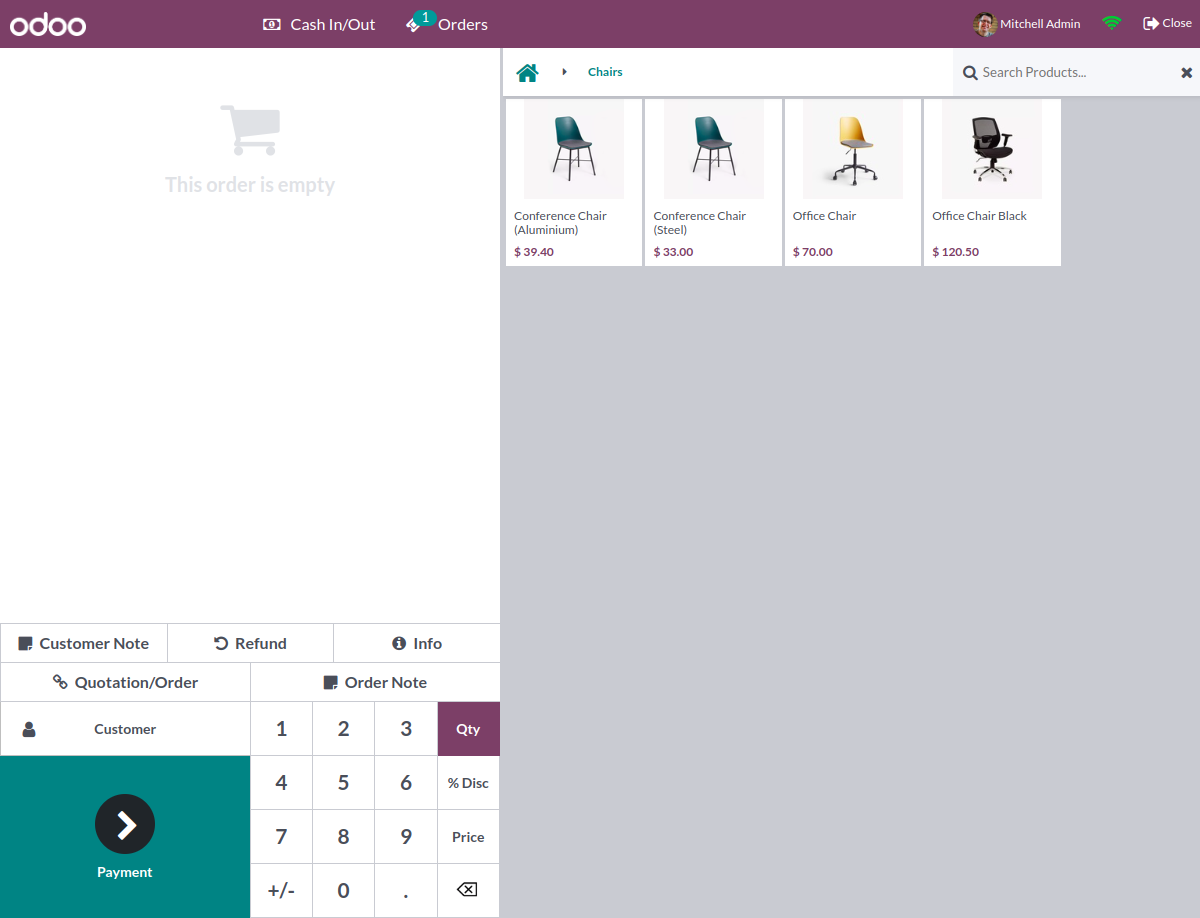 odoo
Cash In/Out
1
Orders
Mitchell Admin
Close
Chairs
Search Products...
This order is empty
Conference Chair
(Aluminium)
$ 39.40
Conference Chair
(Steel)
$ 33.00
Office Chair
$ 70.00
Office Chair Black
$ 120.50
Customer Note
Refund
Info
Quotation/Order
Order Note
Customer
1
2
3
Qty
4
5
6
% Disc
7
8
9
Price
+/-
0
.
Payment